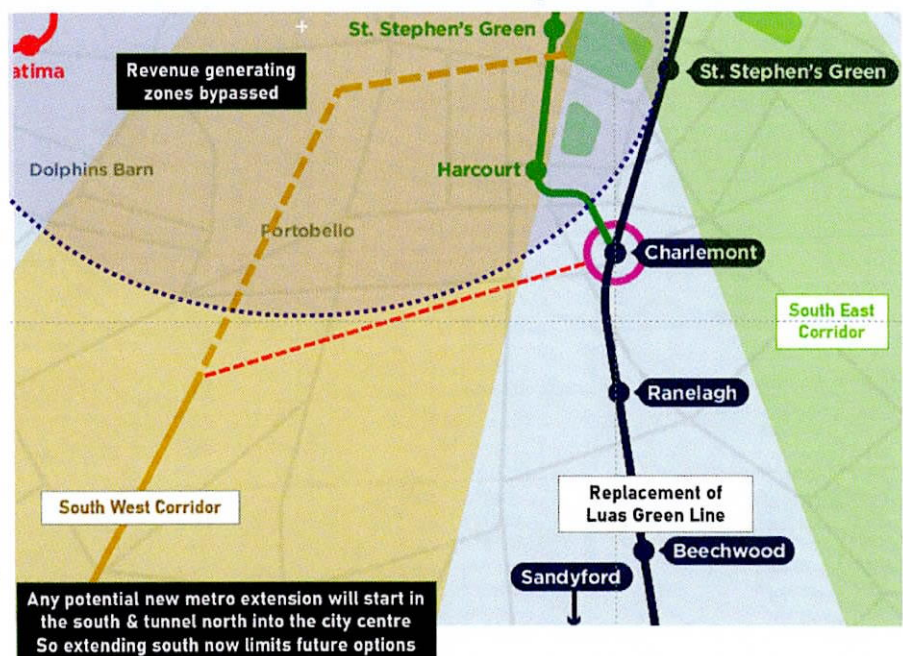 St. Stephen's Green
atima
Revenue generating
zones bypassed
St. Stephen's Green
Dolphins Barn
Harcourt
Portobello
Charlemont
South East
Corridor
Ranelagh
South West Corridor
Replacement of
Luas Green Line
Beechwood
Sandyford
Any potential new metro extension will start in
the south & tunnel north into the city centre
So extending south now limits future options